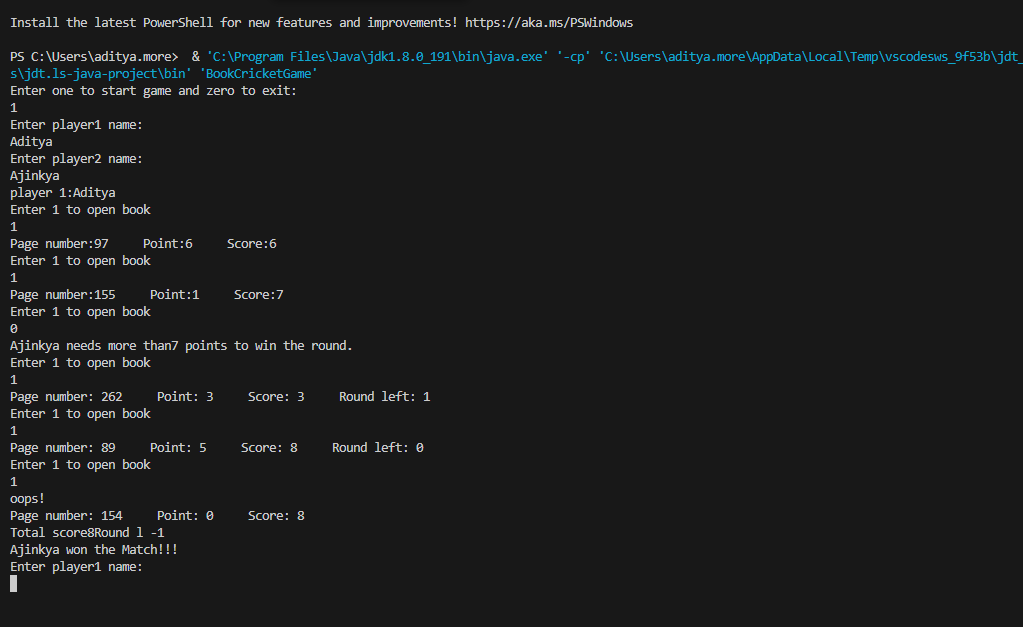 Install the latest PowerShell for new features and improvements! https://aka.ms/PSWindows
PS C:\Users\aditya.more>  & 'C:\Program Files\Java\jdk1.8.0_191\bin\java.exe' '-cp' 'C:\Users\aditya.more\AppData\Local\Temp\vscodesws_9f53b\jdt_
s\jdt.ls-java-project\bin' 'BookCricketGame'
Enter one to start game and zero to exit:
1
Enter player1 name:
Aditya
Enter player2 name:
Ajinkya
player 1:Aditya
Enter 1 to open book
1
Page number:97     Point:6     Score:6
Enter 1 to open book
1
Page number:155     Point:1     Score:7
Enter 1 to open book
0
Ajinkya needs more than7 points to win the round.
Enter 1 to open book
1
Page number: 262     Point: 3     Score: 3     Round left: 1
Enter 1 to open book
1
Page number: 89     Point: 5     Score: 8     Round left: 0
Enter 1 to open book
1
oops!
Page number: 154     Point: 0     Score: 8
Total score8Round l -1
Ajinkya won the Match!!!
Enter player1 name: